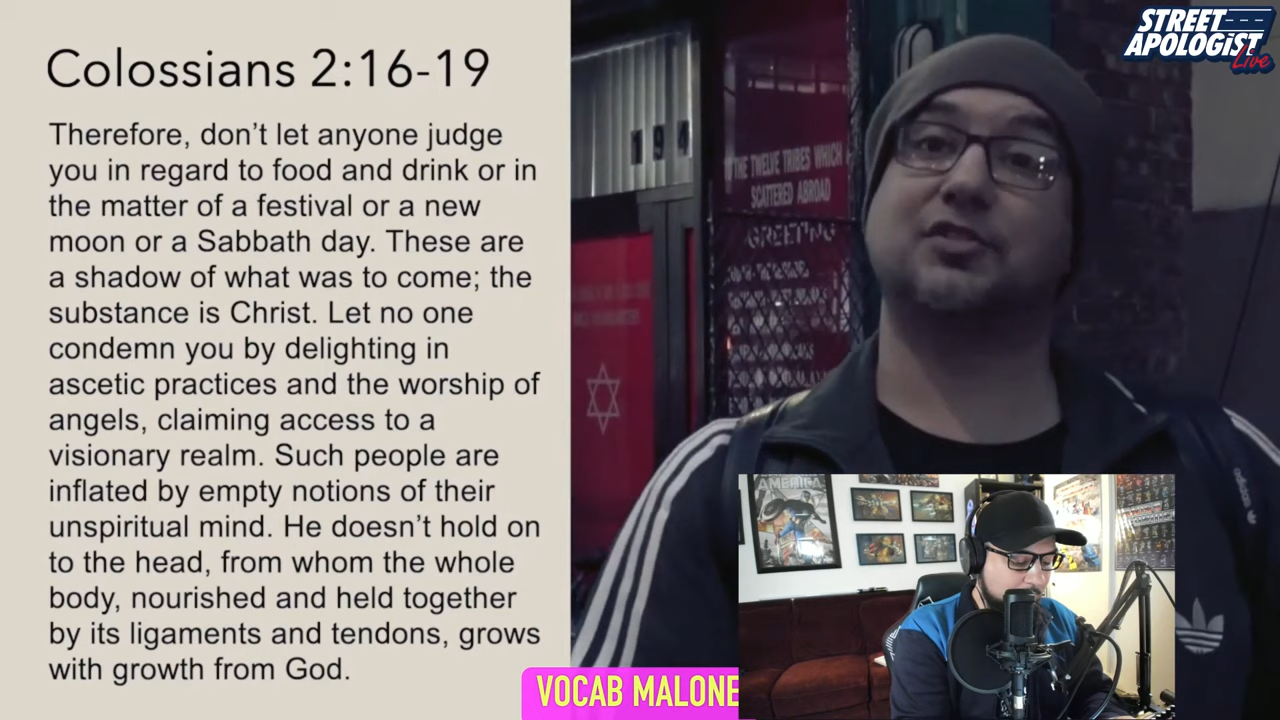 Colossians 2:16-19
Therefore, don't let anyone judge
you in regard to food and drink or in
the matter of a festival or a new
moon or a Sabbath day. These are
a shadow of what was to come; the
substance is Christ. Let no one
condemn you by delighting in
ascetic practices and the worship of
angels, claiming access to a
visionary realm. Such people are
inflated by empty notions of their
unspiritual mind. He doesn't hold on
to the head, from whom the whole
body, nourished and held together
by its ligaments and tendons, grows
with growth from God.
STREET
APOLOGIST
Live
194
THE TWELVE TRIBES WHICH
SCATTERED ABROAD
GREETING
adidas
AMERICA
VOCAB MALONE